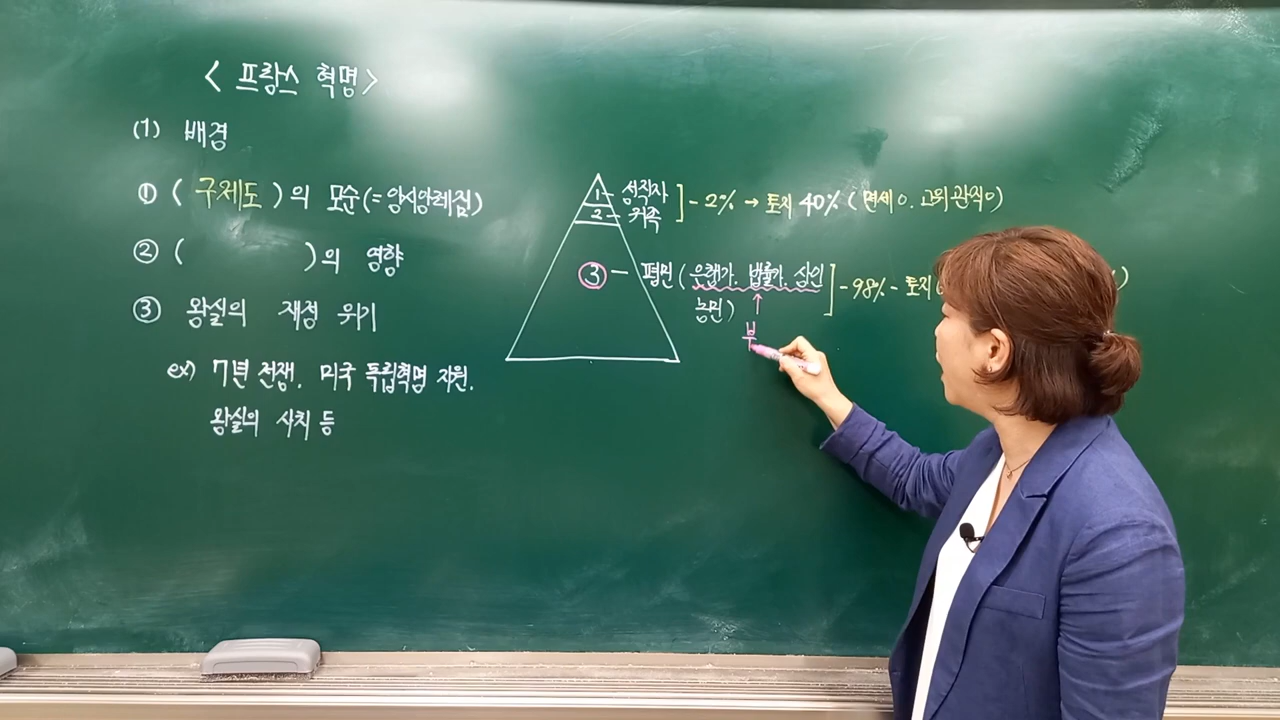 < 프랑스 혁명 >
(1) 배경
① ( 구제도 )의 모순(=앙시앙레짐)
② ( )의 영향
③ 왕실의 재정 위기
ex) 7년 전쟁. 미국 독립혁명 지원.
왕실의 사치 등
1 - 성직자
2 - 귀족
] - 2% → 토지 40% ( 면세 O. 고위관직 O)
③ - 평민 ( 은행가. 법률가. 상인
농민)
] - 98% - 토지(
)
부